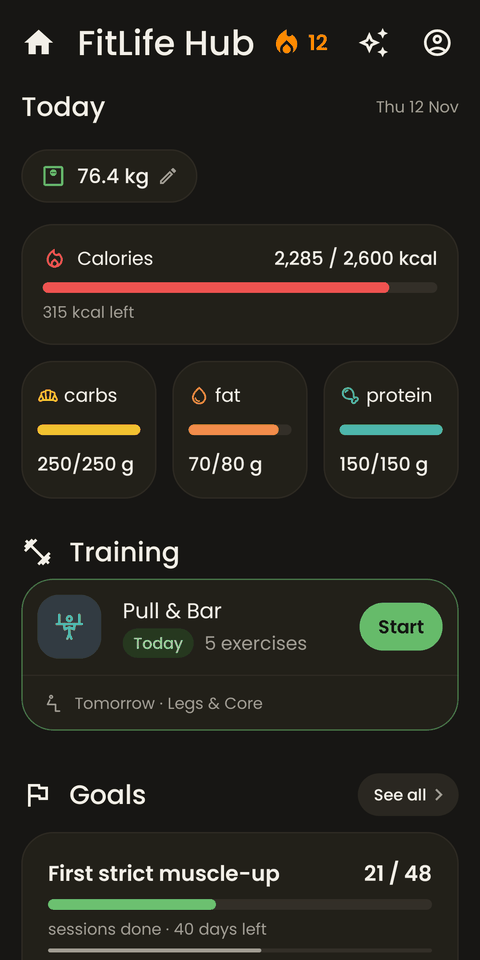 FitLife Hub 12
Today Thu 12 Nov
76.4 kg
Calories 2,285 / 2,600 kcal
315 kcal left
carbs fat protein
250/250 g 70/80 g 150/150 g
Training
Pull & Bar
Today 5 exercises
Start
Tomorrow · Legs & Core
Goals See all
First strict muscle-up 21 / 48
sessions done · 40 days left